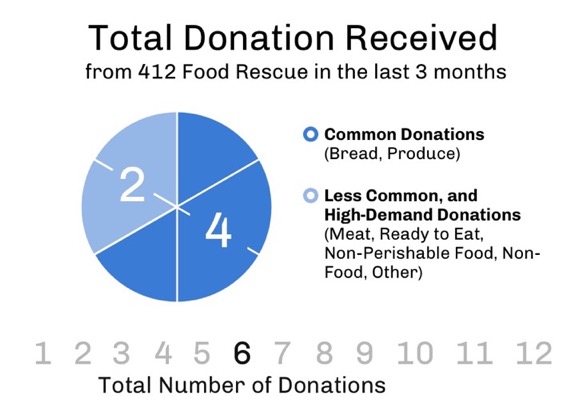 Total Donation Received
from 412 Food Rescue in the last 3 months
2
4
Common Donations
(Bread, Produce)
Less Common, and
High-Demand Donations
(Meat, Ready to Eat,
Non-Perishable Food, Non-
Food, Other)
1 2 3 4 5 6 7 8 9 10 11 12
Total Number of Donations